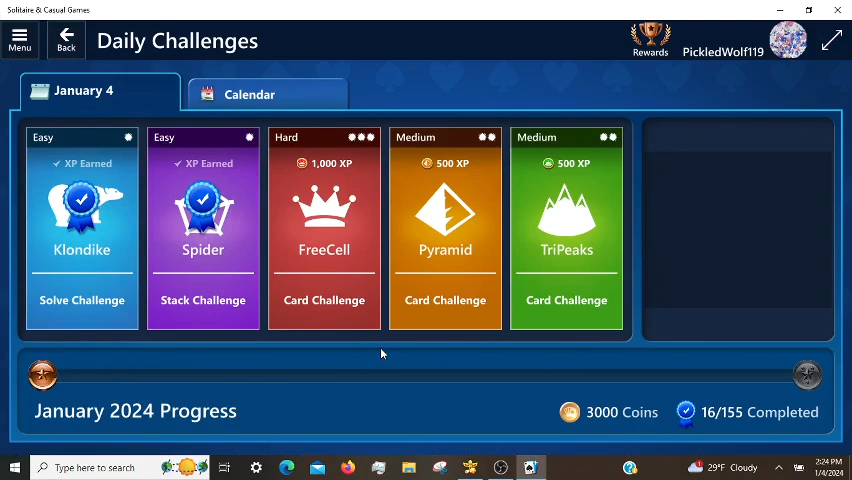 Solitaire & Casual Games
Menu
Back
Daily Challenges
Rewards
PickledWolf119
January 4
Calendar
Easy
XP Earned
Klondike
Solve Challenge
Easy
XP Earned
Spider
Stack Challenge
Hard
1,000 XP
FreeCell
Card Challenge
Medium
500 XP
Pyramid
Card Challenge
Medium
500 XP
TriPeaks
Card Challenge
January 2024 Progress
3000 Coins
16/155 Completed
Type here to search
29°F Cloudy
2:24 PM
1/4/2024